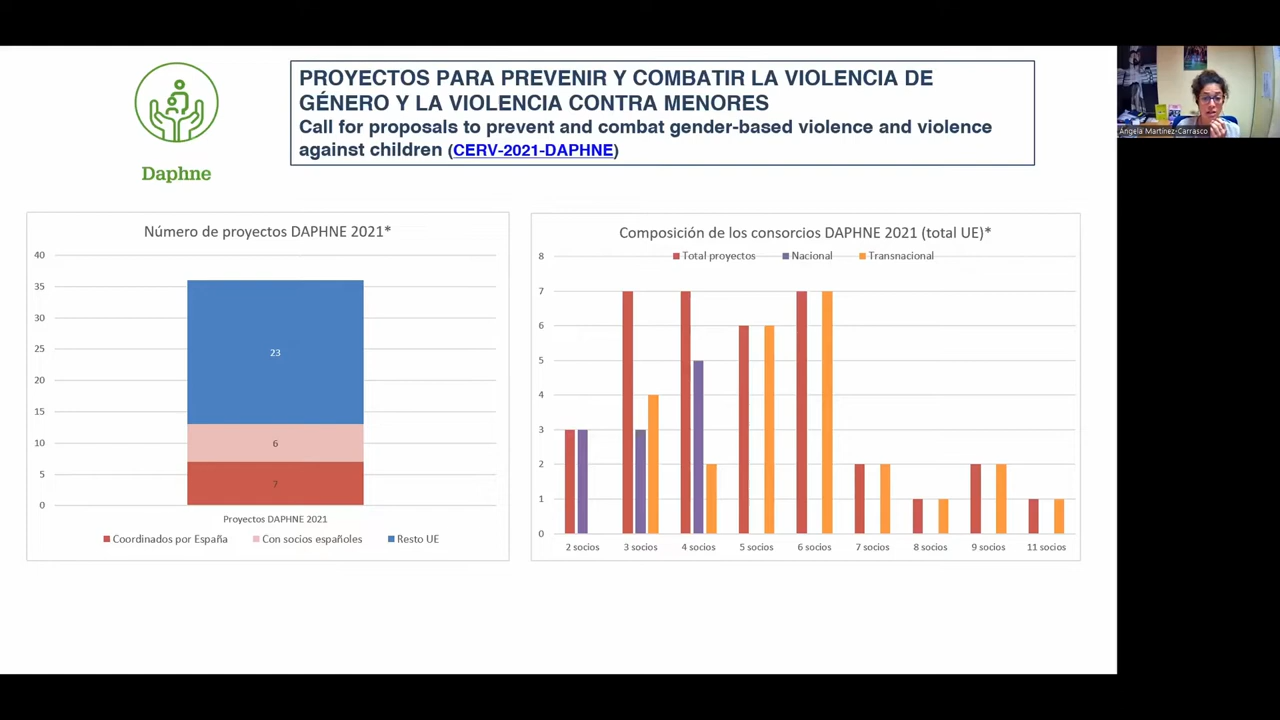 PROYECTOS PARA PREVENIR Y COMBATIR LA VIOLENCIA DE
GÉNERO Y LA VIOLENCIA CONTRA MENORES
Call for proposals to prevent and combat gender-based violence and violence
against children (CERV-2021-DAPHNE)
Daphne
Ángela Martínez-Carrasco
Número de proyectos DAPHNE 2021*
40
35
30
25
20
15
10
5
0
23
6
7
Proyectos DAPHNE 2021
Coordinados por España
Con socios españoles
Resto UE
Composición de los consorcios DAPHNE 2021 (total UE)*
Total proyectos
Nacional
Transnacional
8
7
6
5
4
3
2
1
0
2 socios
3 socios
4 socios
5 socios
6 socios
7 socios
8 socios
9 socios
11 socios